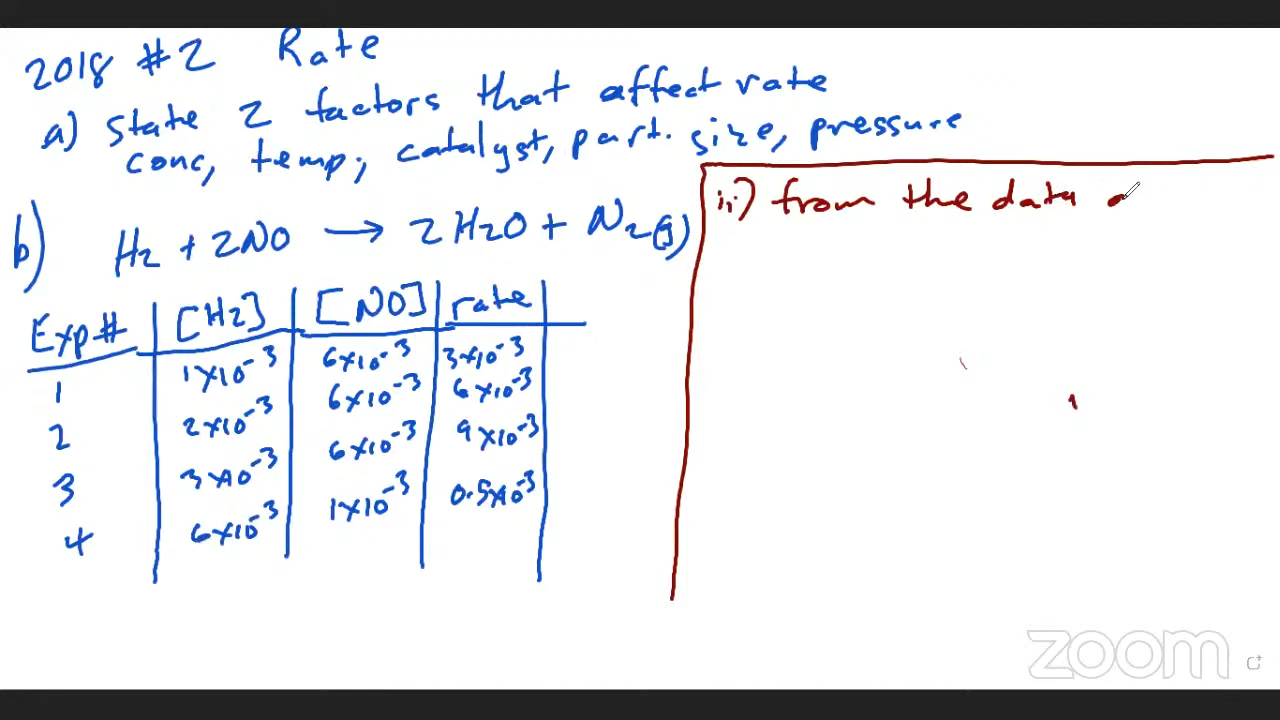 2018 #2 Rate
a) state 2 factors that affect rate
conc, temp, catalyst, part. size, pressure
b) H2 + 2NO → 2H2O + N2(g)
Exp# [H2] [NO] rate
1 1x10⁻³ 6x10⁻³ 3x10⁻³
2 2x10⁻³ 6x10⁻³ 6x10⁻³
3 3x10⁻³ 6x10⁻³ 9x10⁻³
4 6x10⁻³ 1x10⁻³ 0.5x10⁻³
ii) from the data a
zoom